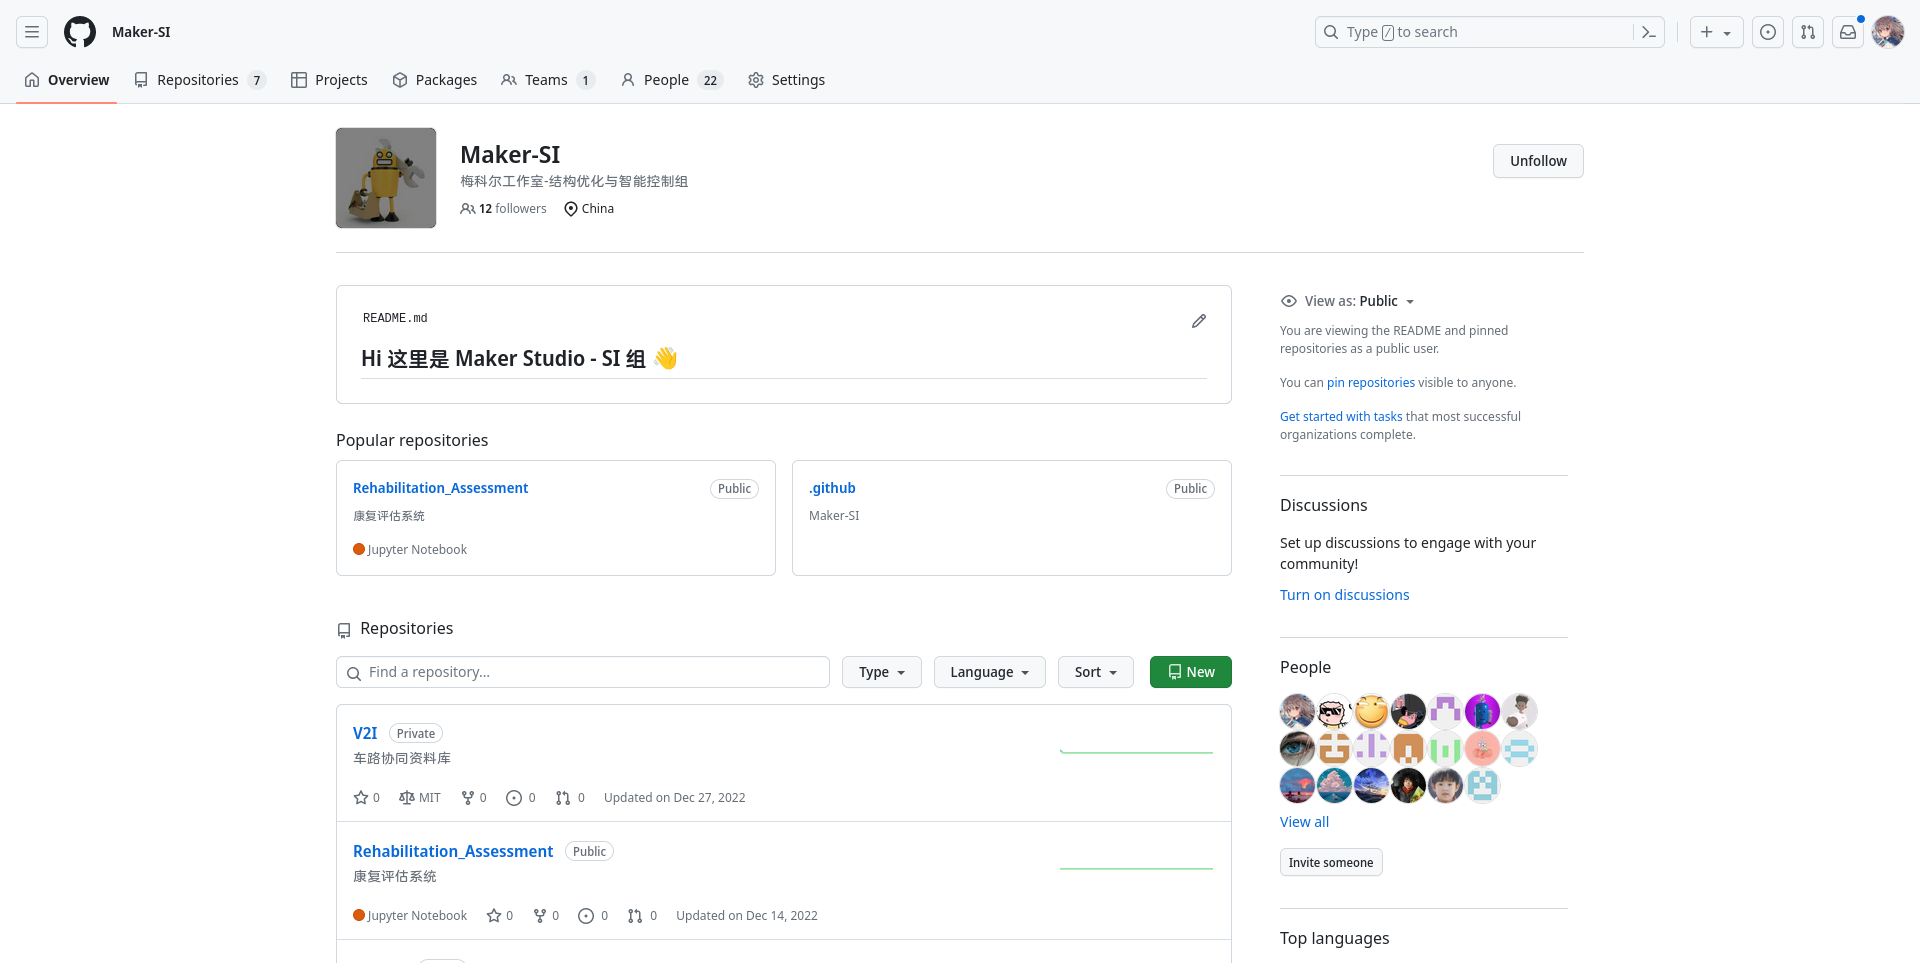 Maker-SI
Type / to search
Overview
Repositories 7
Projects
Packages
Teams 1
People 22
Settings
Maker-SI
梅科尔工作室-结构优化与智能控制组
12 followers
China
Unfollow
README.md
Hi 这里是 Maker Studio - SI 组 👋
View as: Public
You are viewing the README and pinned
repositories as a public user.
You can pin repositories visible to anyone.
Get started with tasks that most successful
organizations complete.
Popular repositories
Rehabilitation_Assessment Public
康复评估系统
Jupyter Notebook
.github Public
Maker-SI
Discussions
Set up discussions to engage with your
community!
Turn on discussions
Repositories
Find a repository...
Type
Language
Sort
New
V2I Private
车路协同资料库
0 MIT 0 0 0 Updated on Dec 27, 2022
Rehabilitation_Assessment Public
康复评估系统
Jupyter Notebook 0 0 0 0 Updated on Dec 14, 2022
People
View all
Invite someone
Top languages